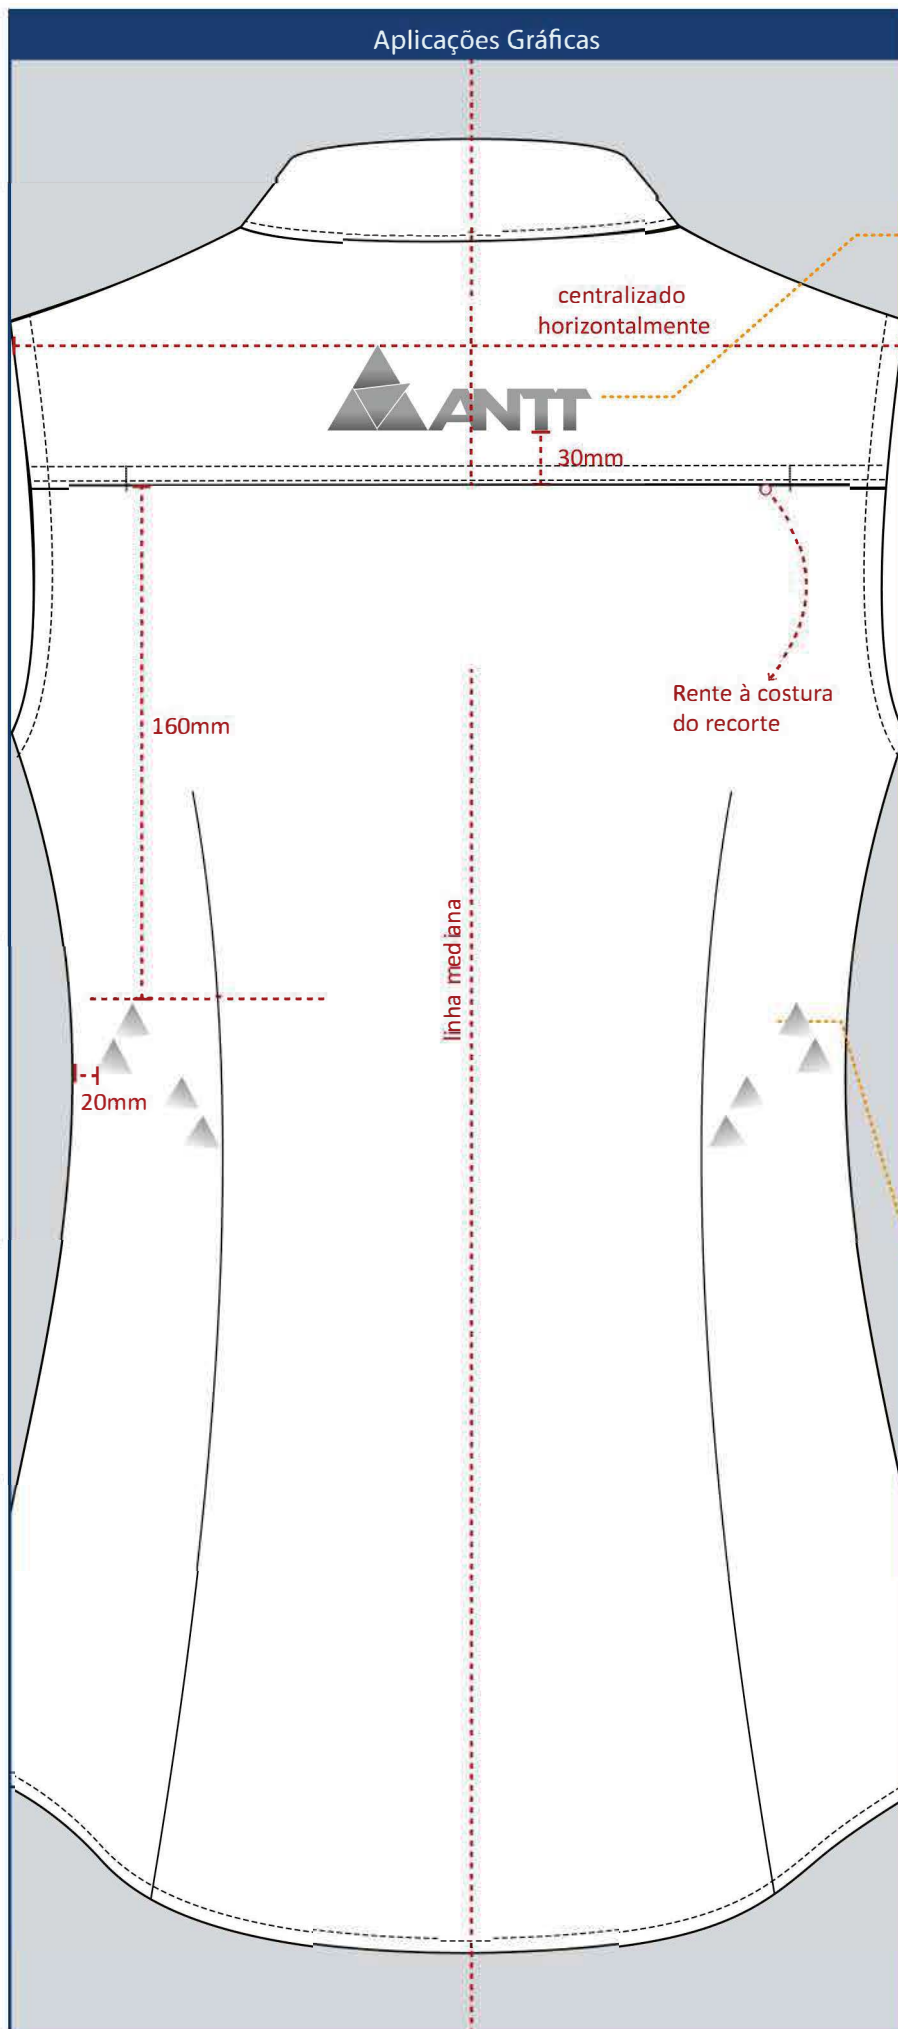 Aplicações Gráficas
centralizado
horizontalmente
ANTT
30mm
Rente à costura
do recorte
160mm
linha mediana
20mm